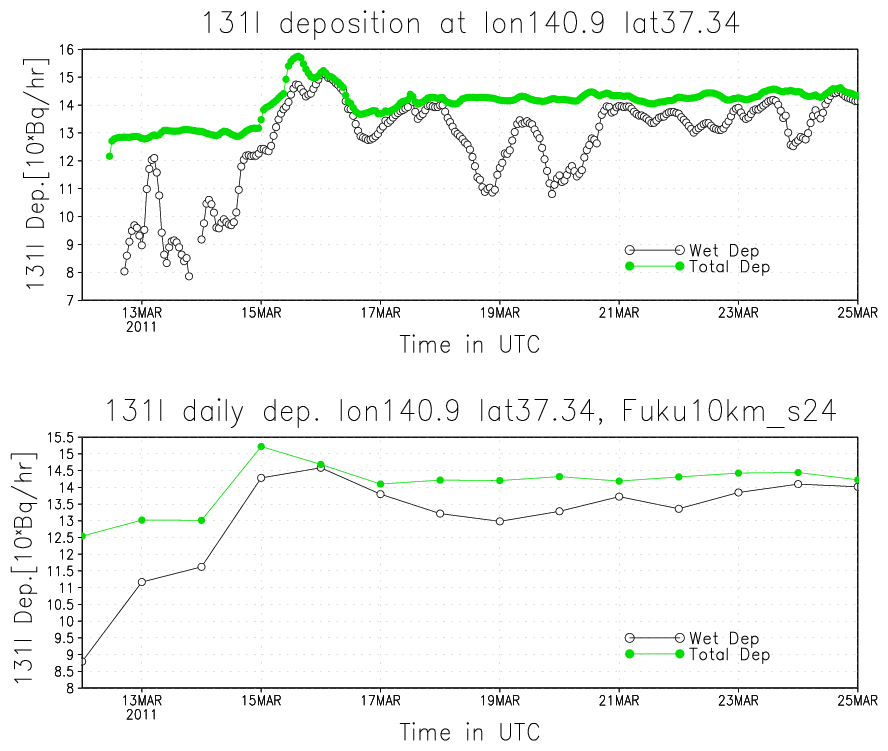 131I deposition at lon140.9 lat37.34
131I Dep.[10*Bq/hr]
16
15
14
13
12
11
10
9
8
7
Wet Dep
Total Dep
13MAR 15MAR 17MAR 19MAR 21MAR 23MAR 25MAR
2011
Time in UTC
131I daily dep. lon140.9 lat37.34, Fuku10km_s24
131I Dep.[10*Bq/hr]
15.5
15
14.5
14
13.5
13
12.5
12
11.5
11
10.5
10
9.5
9
8.5
8
Wet Dep
Total Dep
13MAR 15MAR 17MAR 19MAR 21MAR 23MAR 25MAR
2011
Time in UTC